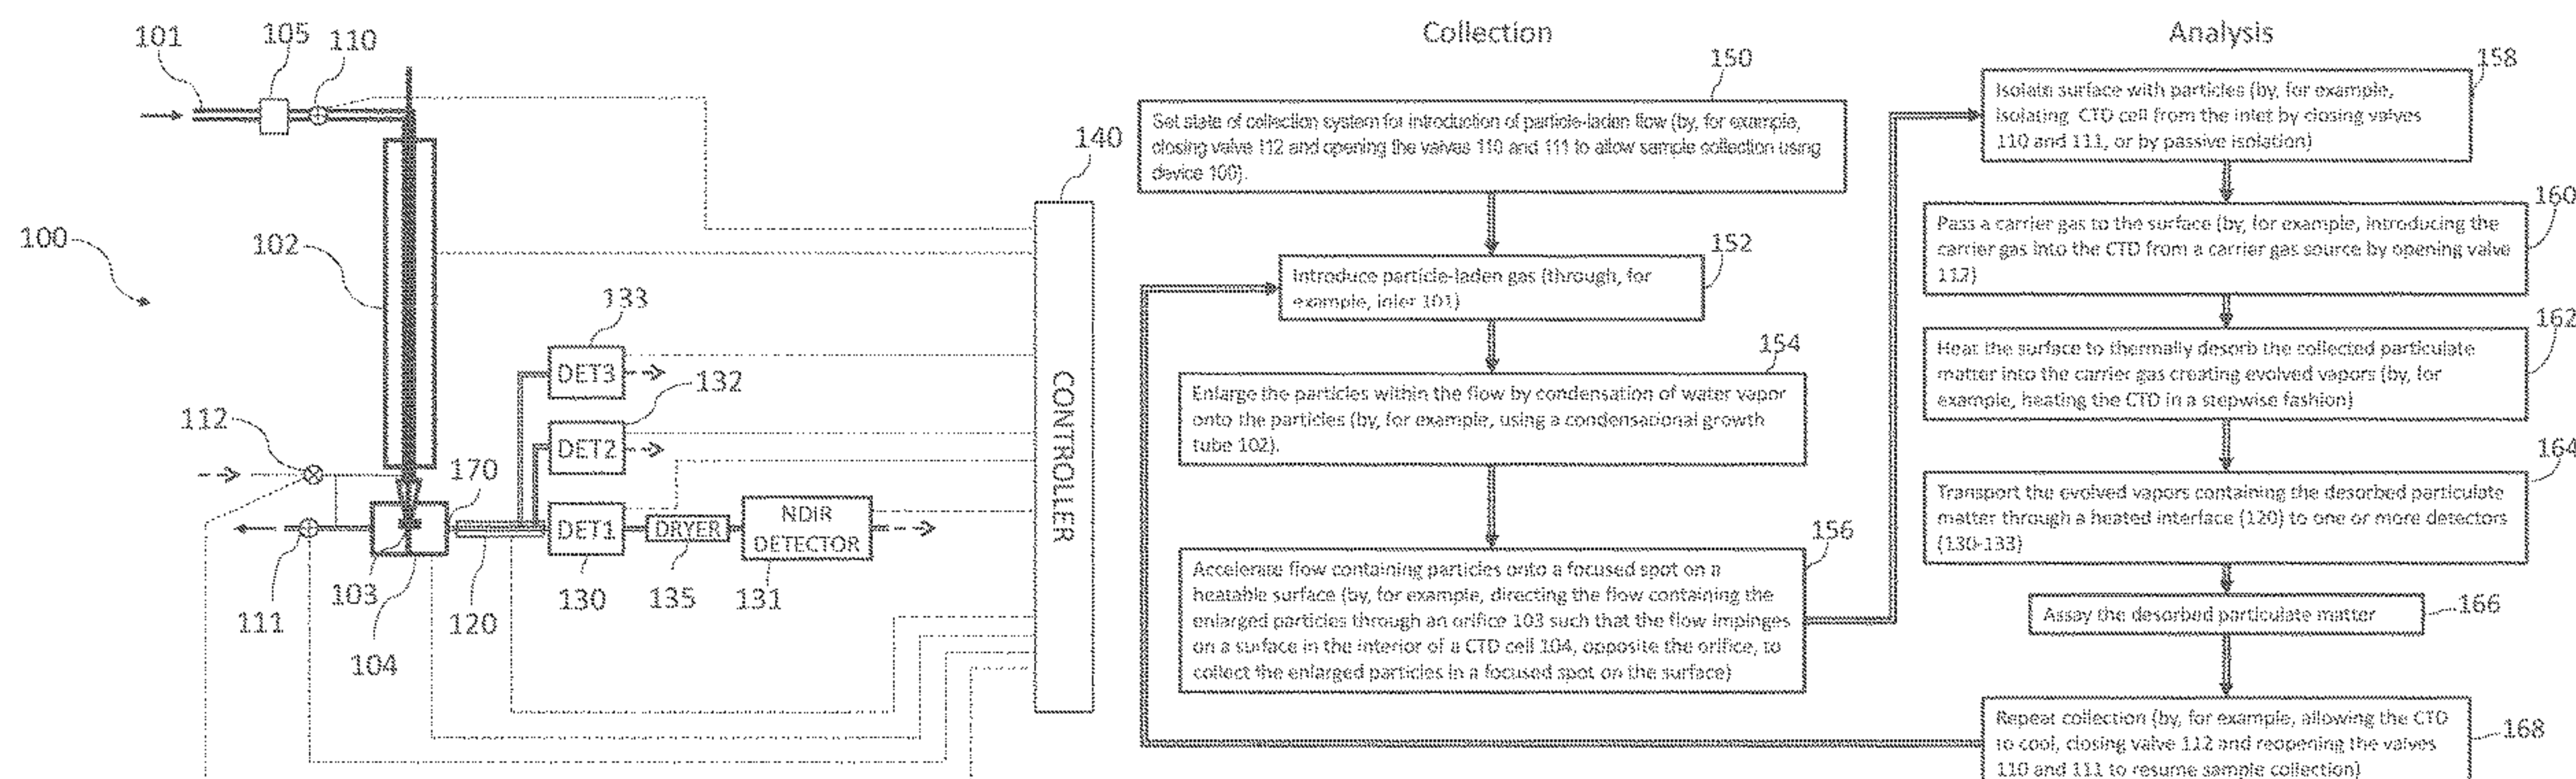 101
105
110
100
102
140
133
DET3
132
112
DET2
170
CONTROLLER
DET1
DRYER
NDIR
DETECTOR
111
103
104
120
130
135
131
Collection
150
Set state of collection system for introduction of particle-laden flow (by, for example,
closing valve 112 and opening the valves 110 and 111 to allow sample collection using
device 100).
152
Introduce particle-laden gas (through, for
example, inler 101)
154
Enlarge the particles within the flow by condensation of water vapor
onto the particles (by, for example, using a condensational growth
tube 102).
156
Accelerate flow containing particles onto a focused spot on a
heatable surface (by, for example, directing the flow containing the
enlarged particles through an orifice 103 such that the flow impinges
on a surface in the interior of a CTD cell 104, opposite the orifice, to
collect the enlarged particles in a focused spot on the surface)
Analysis
158
Isolate surface with particles (by, for example,
isolating CTD cell from the inlet by closing valves
110 and 111, or by passive isolation)
160
Pass a carrier gas to the surface (by, for example, introducing the
carrier gas into the CTD from a carrier gas source by opening valve
112)
162
Heat the surface to thermally desorb the collected particulate
matter into the carrier gas creating evolved vapors (by, for
example, heating the CTD in a stepwise fashion)
164
Transport the evolved vapors containing the desorbed particulate
matter through a heated interface (120) to one or more detectors
(130-133)
166
Assay the desorbed particulate matter
168
Repeat collection (by, for example, allowing the CTD
to cool, closing valve 112 and reopening the valves
110 and 111 to resume sample collection)